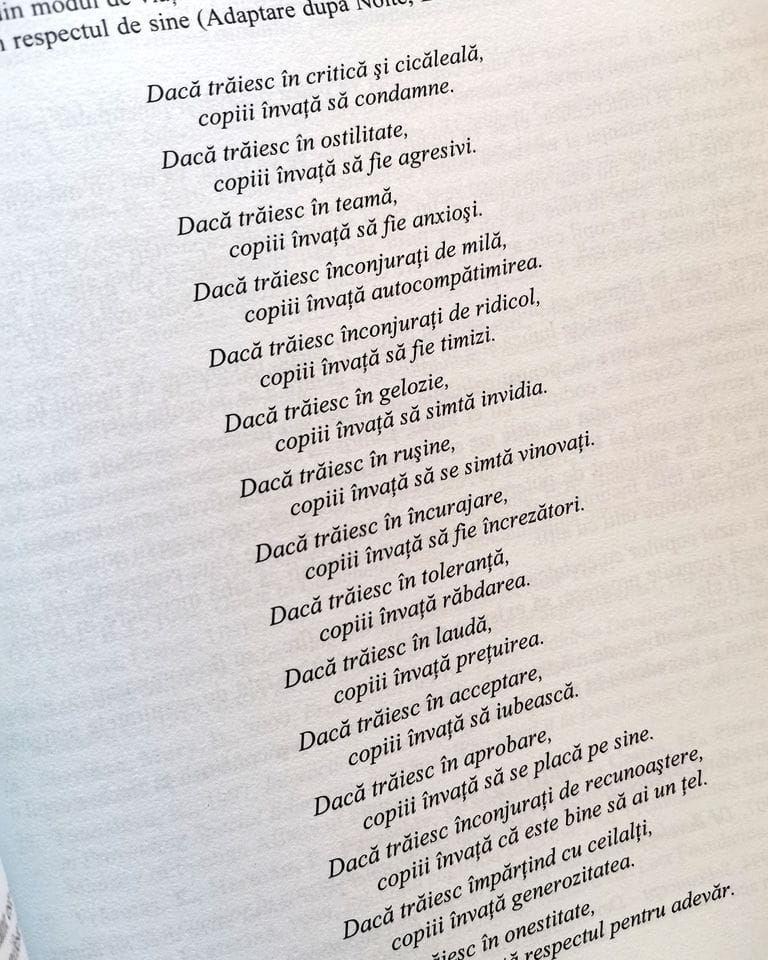 din modul de
respectul de sine (Adaptare după Nolte,
Dacă trăiesc în critică şi cicăleală,
copiii învaţă să condamne.
Dacă trăiesc în ostilitate,
copiii învaţă să fie agresivi.
Dacă trăiesc în teamă,
copiii învaţă să fie anxioşi.
Dacă trăiesc înconjuraţi de milă,
copiii învaţă autocompătimirea.
Dacă trăiesc înconjuraţi de ridicol,
copiii învaţă să fie timizi.
Dacă trăiesc în gelozie,
copiii învaţă să simtă invidia.
Dacă trăiesc în ruşine,
copiii învaţă să se simtă vinovaţi.
Dacă trăiesc în încurajare,
copiii învaţă să fie încrezători.
Dacă trăiesc în toleranţă,
copiii învaţă răbdarea.
Dacă trăiesc în laudă,
copiii învaţă preţuirea.
Dacă trăiesc în acceptare,
copiii învaţă să iubească.
Dacă trăiesc în aprobare,
copiii învaţă să se placă pe sine.
Dacă trăiesc înconjuraţi de recunoaştere,
copiii învaţă că este bine să ai un ţel.
Dacă trăiesc împărţind cu ceilalţi,
copiii învaţă generozitatea.
în onestitate,
respectul pentru adevăr.